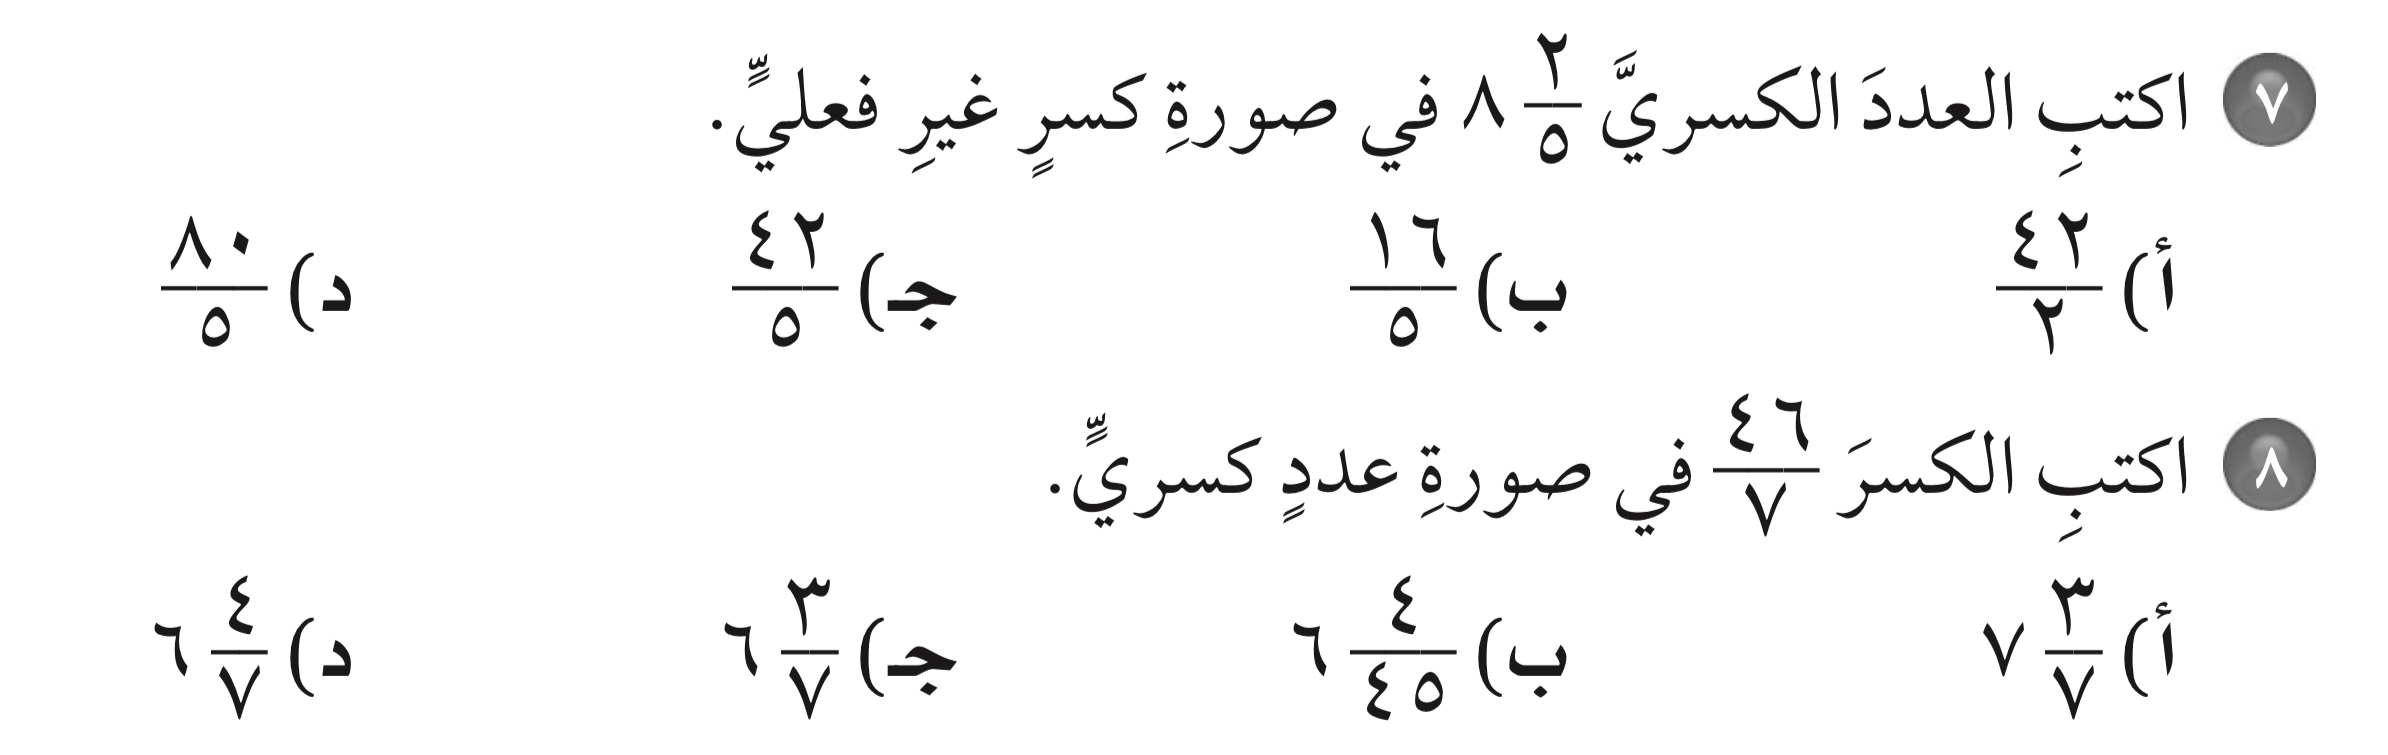 ٧ اكتبِ العددَ الكسريَّ ٨ ٢/٥ في صورةِ كسرٍ غيرِ فعليٍّ.
أ) ٤٢/٢ ب) ١٦/٥ جـ) ٤٢/٥ د) ٨٠/٥
٨ اكتبِ الكسرَ ٤٦/٧ في صورةِ عددٍ كسريٍّ.
أ) ٧ ٣/٧ ب) ٦ ٤/٤٥ جـ) ٦ ٣/٧ د) ٦ ٤/٧